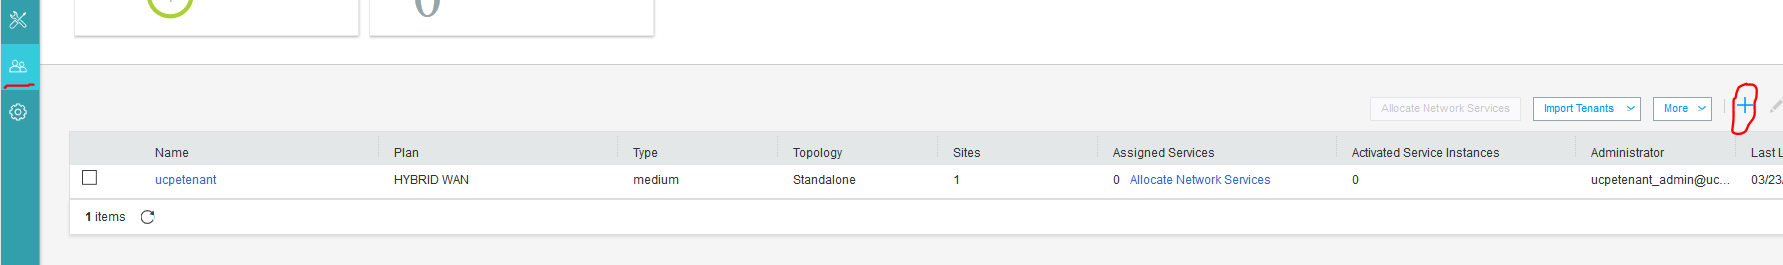 0
Allocate Network Services Import Tenants More
Name Plan Type Topology Sites Assigned Services Activated Service Instances Administrator Last L
ucpetenant HYBRID WAN medium Standalone 1 0 Allocate Network Services 0 ucpetenant_admin@uc... 03/23/
1 items